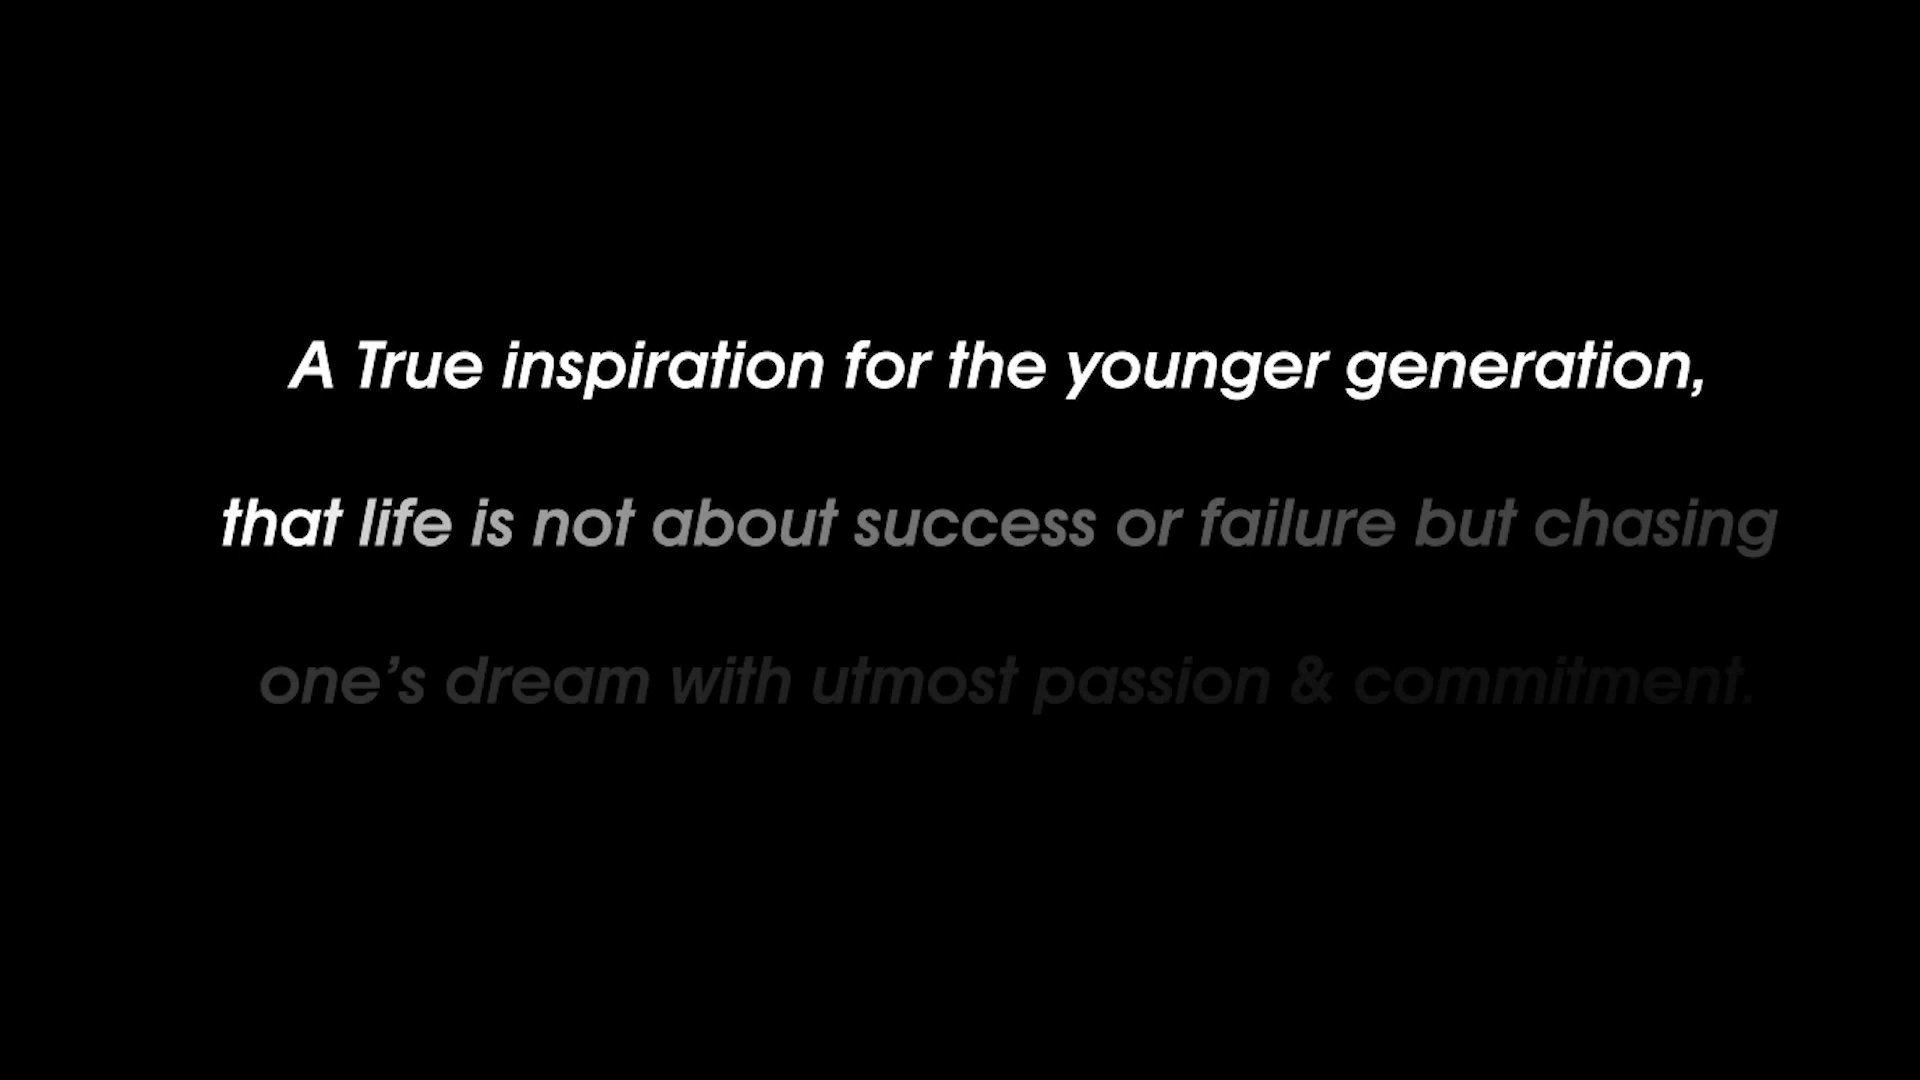 A True inspiration for the younger generation,
that life is not about success or failure but chasing
one’s dream with utmost passion & commitment.